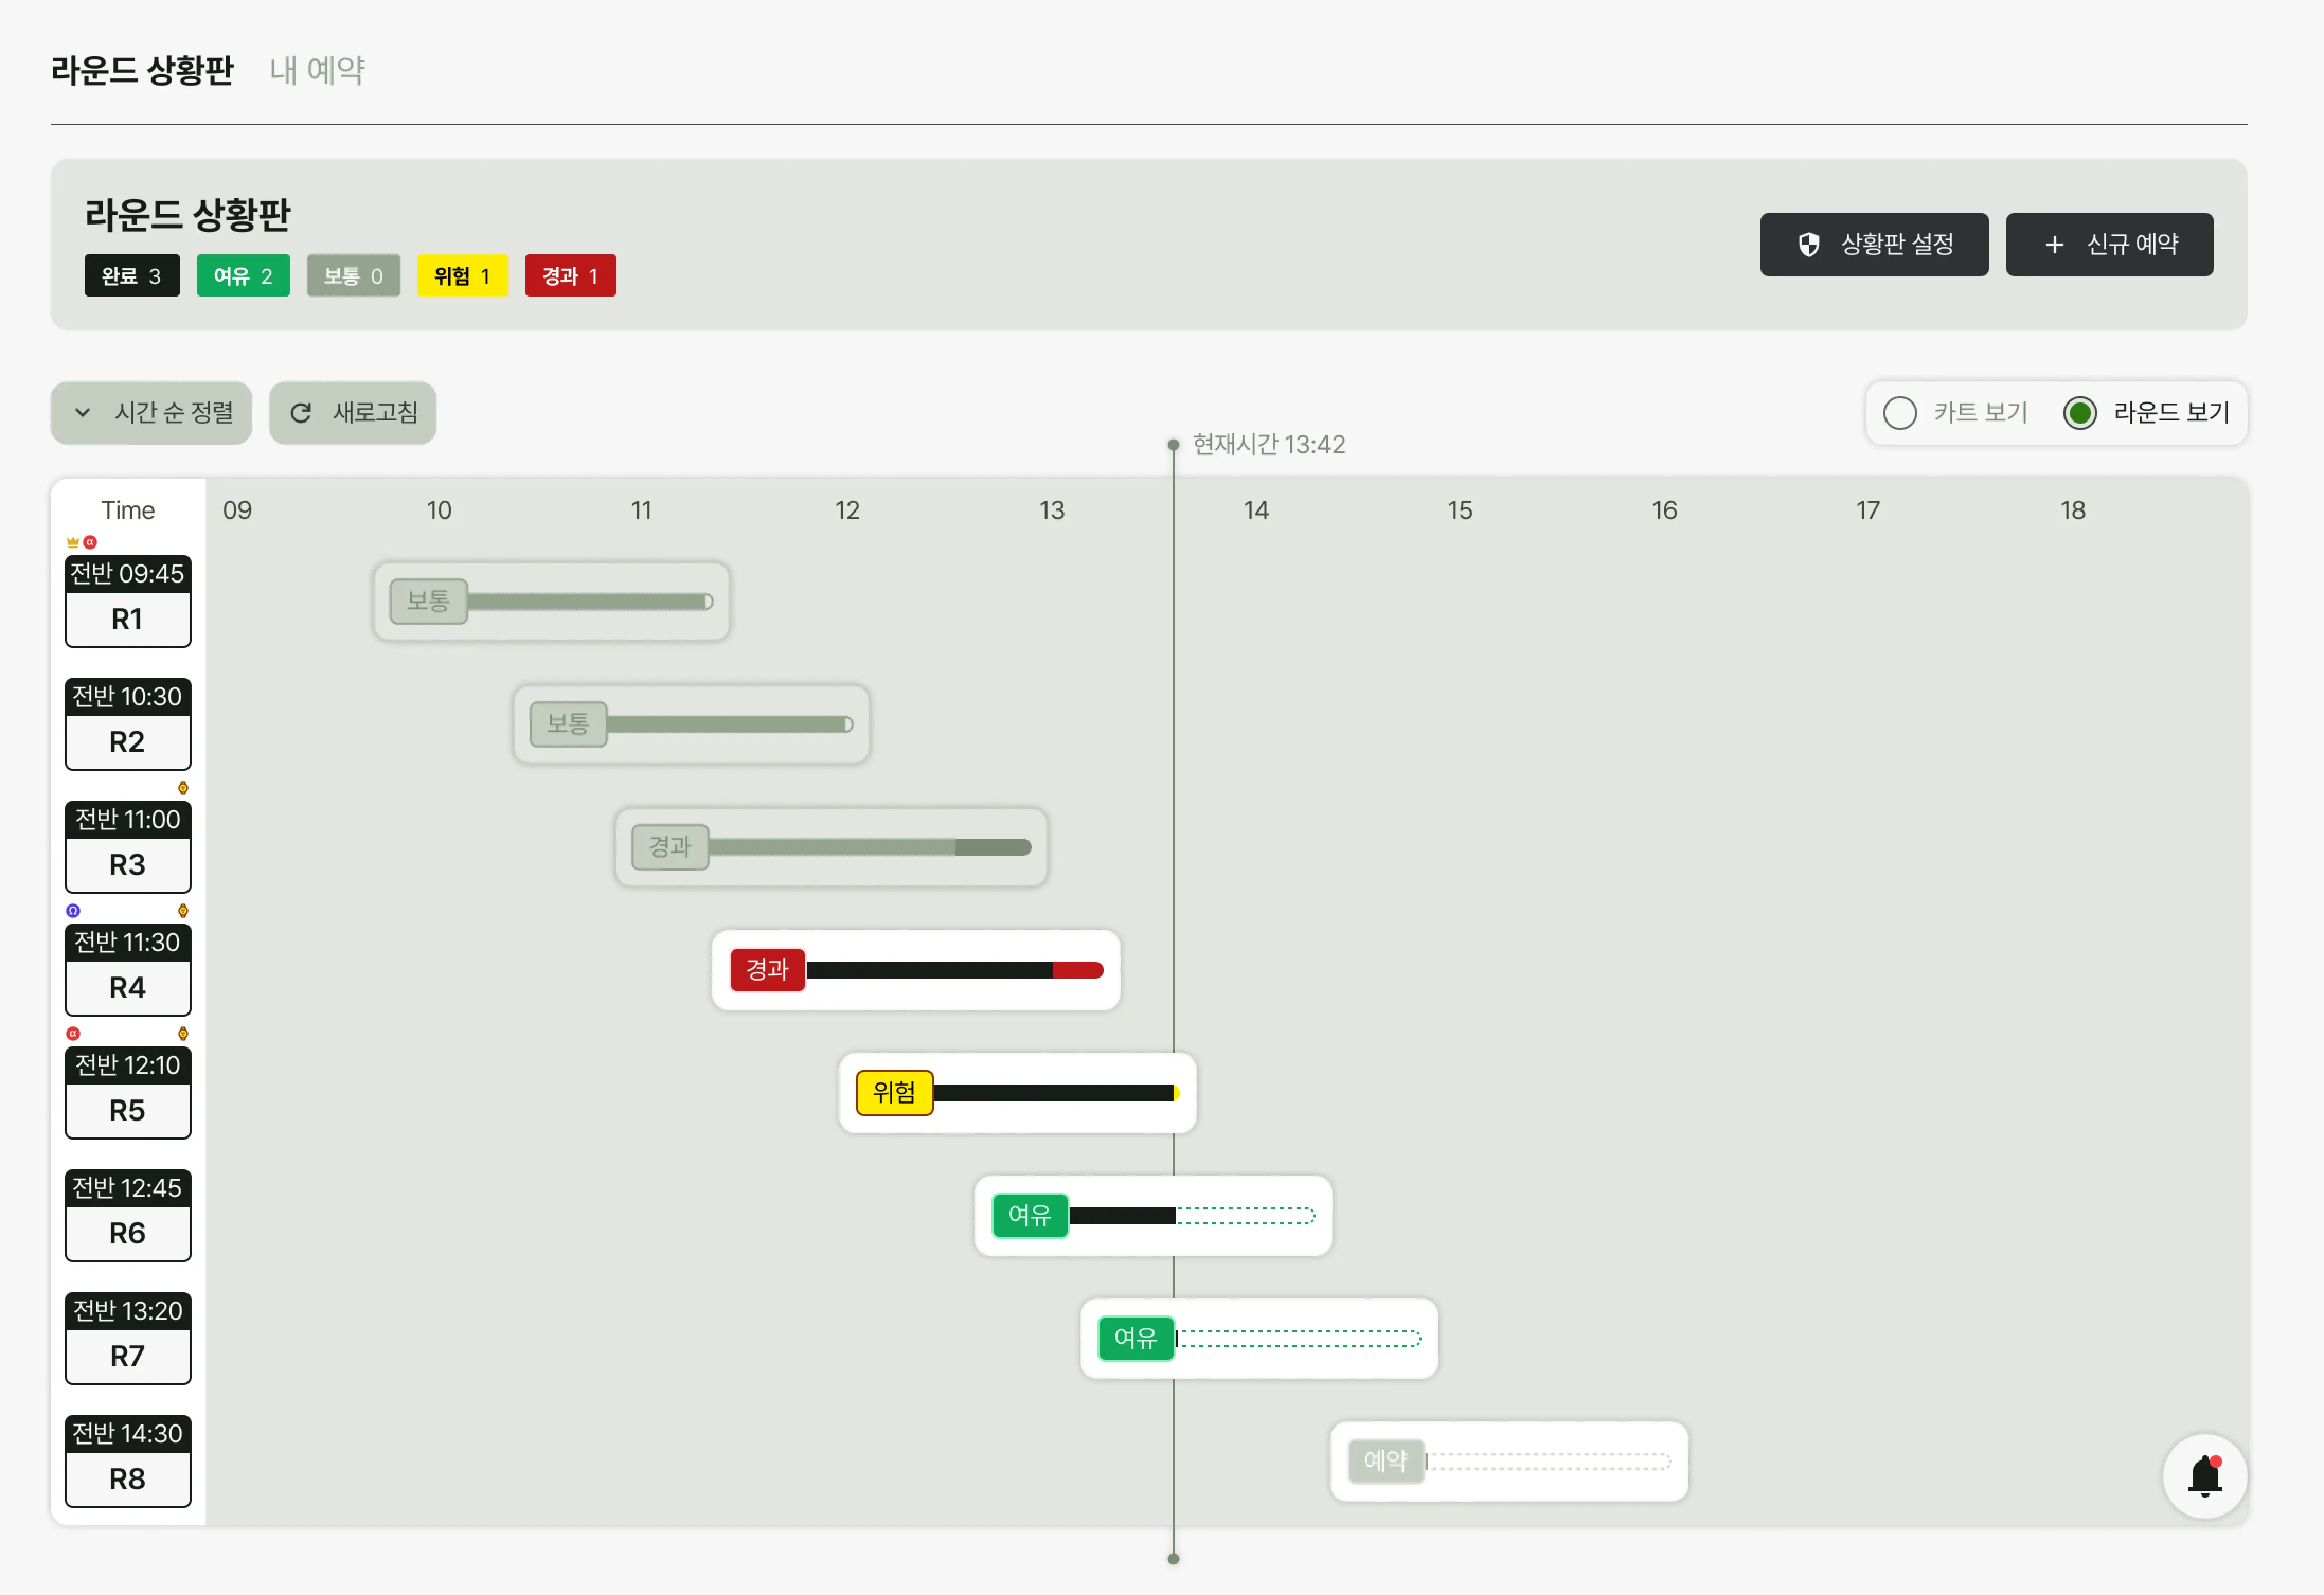 라운드 상황판 내 예약
라운드 상황판
완료 3 여유 2 보통 0 위험 1 경과 1
상황판 설정 신규 예약
시간 순 정렬 새로고침
카트 보기 라운드 보기
현재시간 13:42
Time 09 10 11 12 13 14 15 16 17 18
α
전반 09:45
R1
보통
전반 10:30
R2
보통
전반 11:00
R3
경과
Ω
전반 11:30
R4
경과
α
전반 12:10
R5
위험
전반 12:45
R6
여유
전반 13:20
R7
여유
전반 14:30
R8
예약